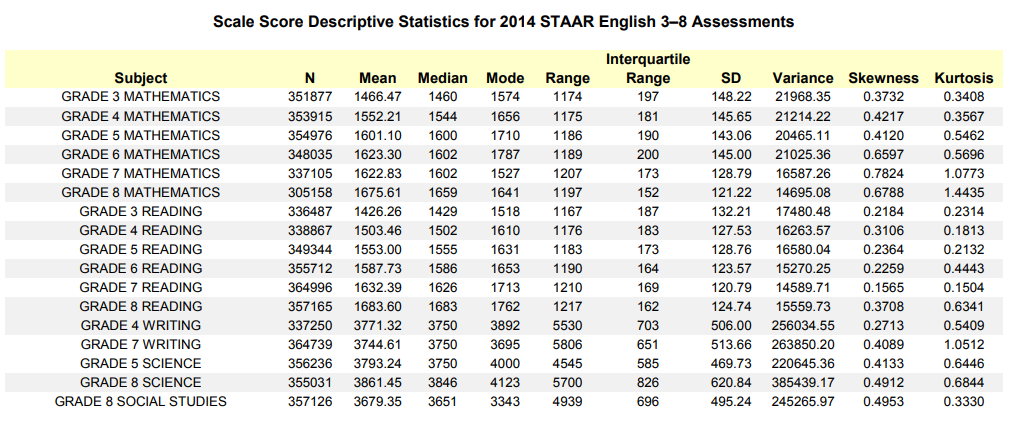 Scale Score Descriptive Statistics for 2014 STAAR English 3–8 Assessments
Interquartile
Subject N Mean Median Mode Range Range SD Variance Skewness Kurtosis
GRADE 3 MATHEMATICS 351877 1466.47 1460 1574 1174 197 148.22 21968.35 0.3732 0.3408
GRADE 4 MATHEMATICS 353915 1552.21 1544 1656 1175 181 145.65 21214.22 0.4217 0.3567
GRADE 5 MATHEMATICS 354976 1601.10 1600 1710 1186 190 143.06 20465.11 0.4120 0.5462
GRADE 6 MATHEMATICS 348035 1623.30 1602 1787 1189 200 145.00 21025.36 0.6597 0.5696
GRADE 7 MATHEMATICS 337105 1622.83 1602 1527 1207 173 128.79 16587.26 0.7824 1.0773
GRADE 8 MATHEMATICS 305158 1675.61 1659 1641 1197 152 121.22 14695.08 0.6788 1.4435
GRADE 3 READING 336487 1426.26 1429 1518 1167 187 132.21 17480.48 0.2184 0.2314
GRADE 4 READING 338867 1503.46 1502 1610 1176 183 127.53 16263.57 0.3106 0.1813
GRADE 5 READING 349344 1553.00 1555 1631 1183 173 128.76 16580.04 0.2364 0.2132
GRADE 6 READING 355712 1587.73 1586 1653 1190 164 123.57 15270.25 0.2259 0.4443
GRADE 7 READING 364996 1632.39 1626 1713 1210 169 120.79 14589.71 0.1565 0.1504
GRADE 8 READING 357165 1683.60 1683 1762 1217 162 124.74 15559.73 0.3708 0.6341
GRADE 4 WRITING 337250 3771.32 3750 3892 5530 703 506.00 256034.55 0.2713 0.5409
GRADE 7 WRITING 364739 3744.61 3750 3695 5806 651 513.66 263850.20 0.4089 1.0512
GRADE 5 SCIENCE 356236 3793.24 3750 4000 4545 585 469.73 220645.36 0.4133 0.6446
GRADE 8 SCIENCE 355031 3861.45 3846 4123 5700 826 620.84 385439.17 0.4912 0.6844
GRADE 8 SOCIAL STUDIES 357126 3679.35 3651 3343 4939 696 495.24 245265.97 0.4953 0.3330